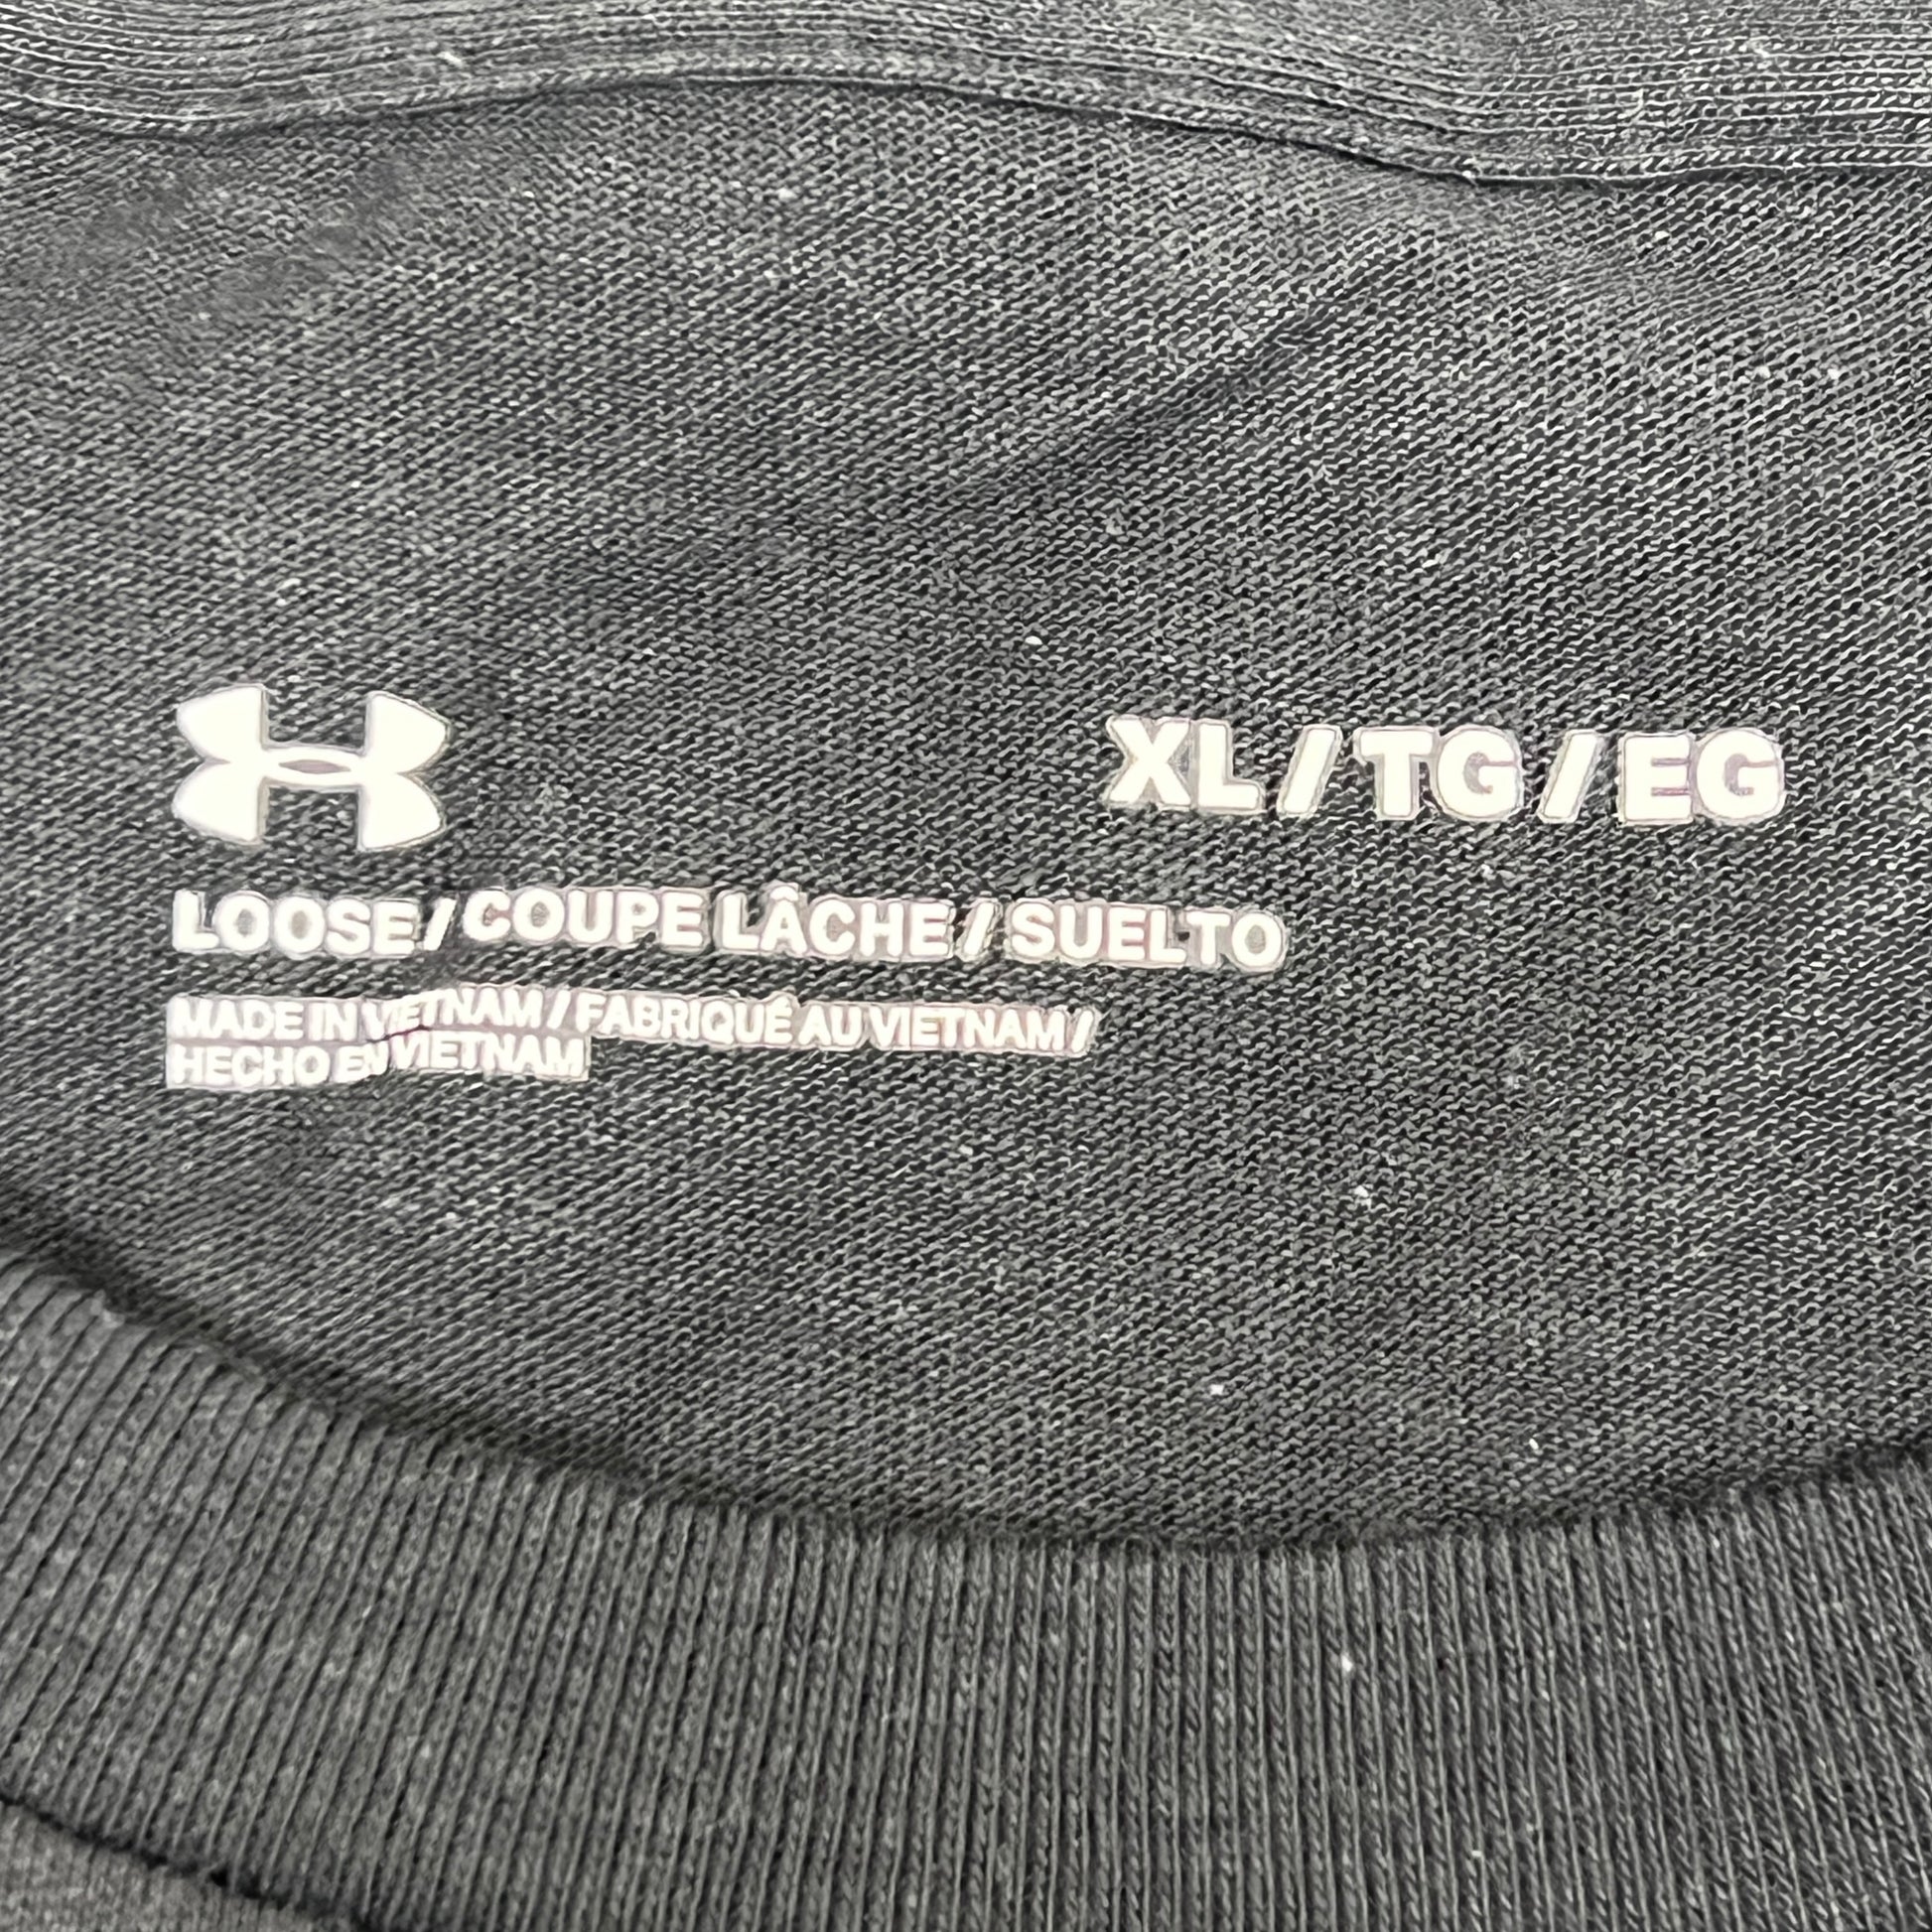 XL/TG/EG
LOOSE/COUPE LÂCHE/SUELTO
MADE IN VIETNAM/FABRIQUÉ AU VIETNAM/
HECHO EN VIETNAM